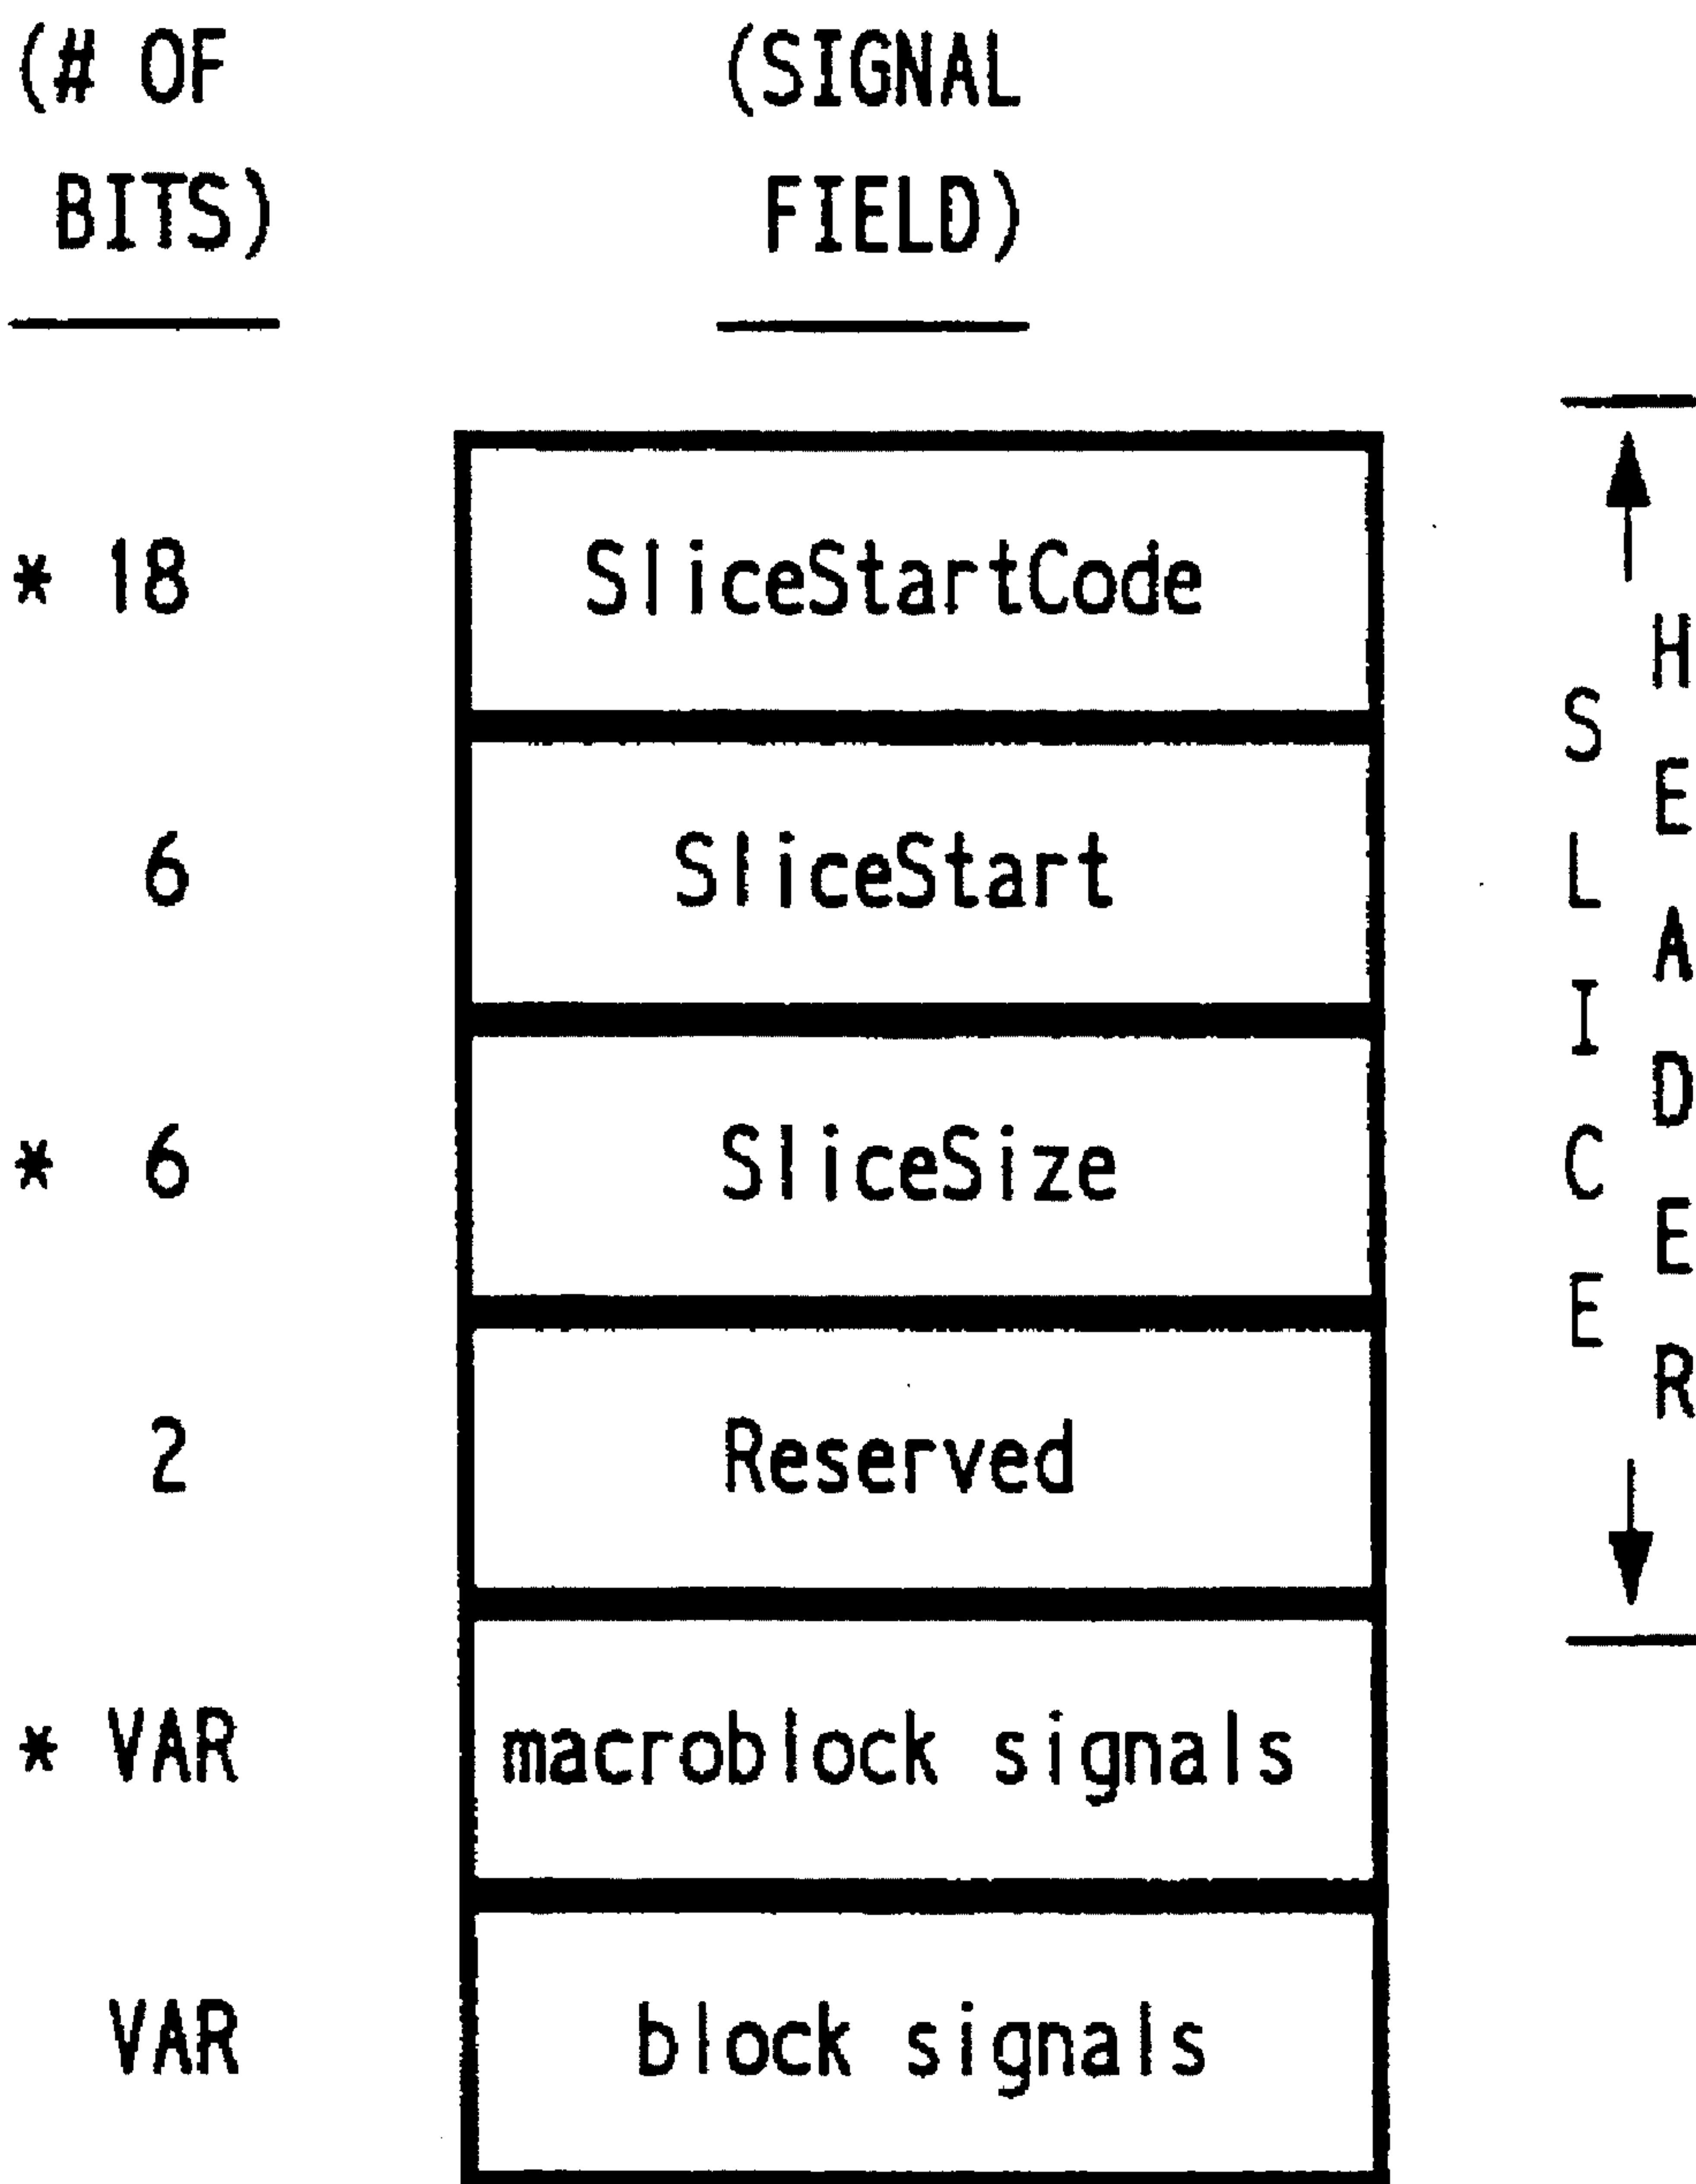 (# OF
BITS)
(SIGNAL
FIELD)
* 18 SliceStartCode
6 SliceStart
* 6 SliceSize
2 Reserved
* VAR macroblock signals
VAR block signals
SLICE
HEADER